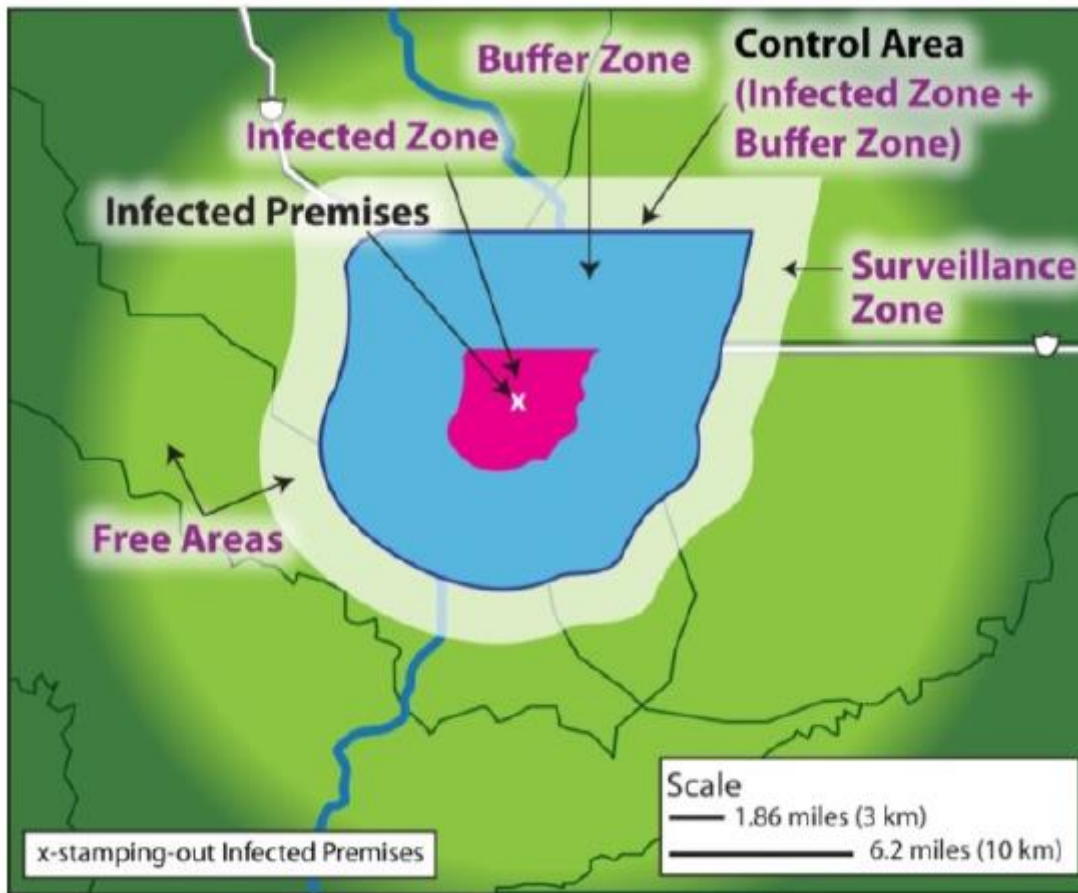 Buffer Zone
Control Area
(Infected Zone +
Buffer Zone)
Infected Zone
Infected Premises
Surveillance
Zone
Free Areas
Scale
1.86 miles (3 km)
6.2 miles (10 km)
x
x-stamping-out Infected Premises